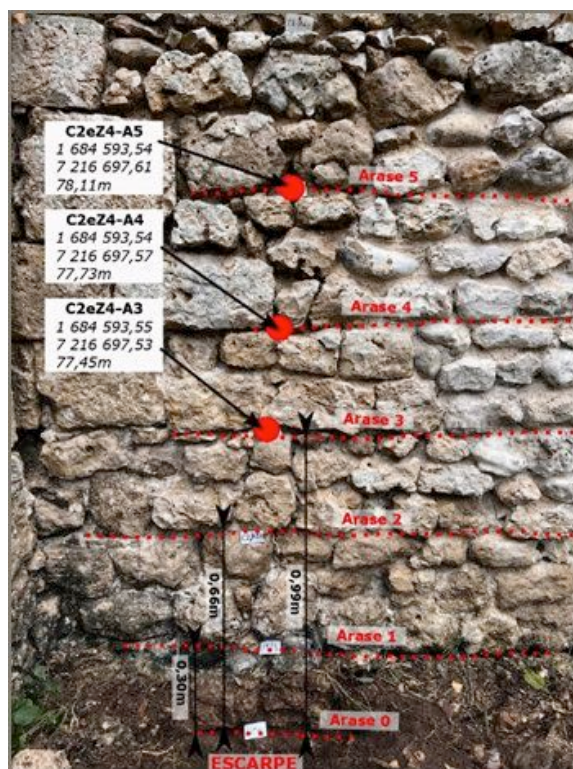 C2eZ4-A5
1 684 593,54
7 216 697,61
78,11m
Arase 5
C2eZ4-A4
1 684 593,54
7 216 697,57
77,73m
Arase 4
C2eZ4-A3
1 684 593,55
7 216 697,53
77,45m
Arase 3
Arase 2
0,66m
0,99m
Arase 1
0,30m
Arase 0
ESCARPE